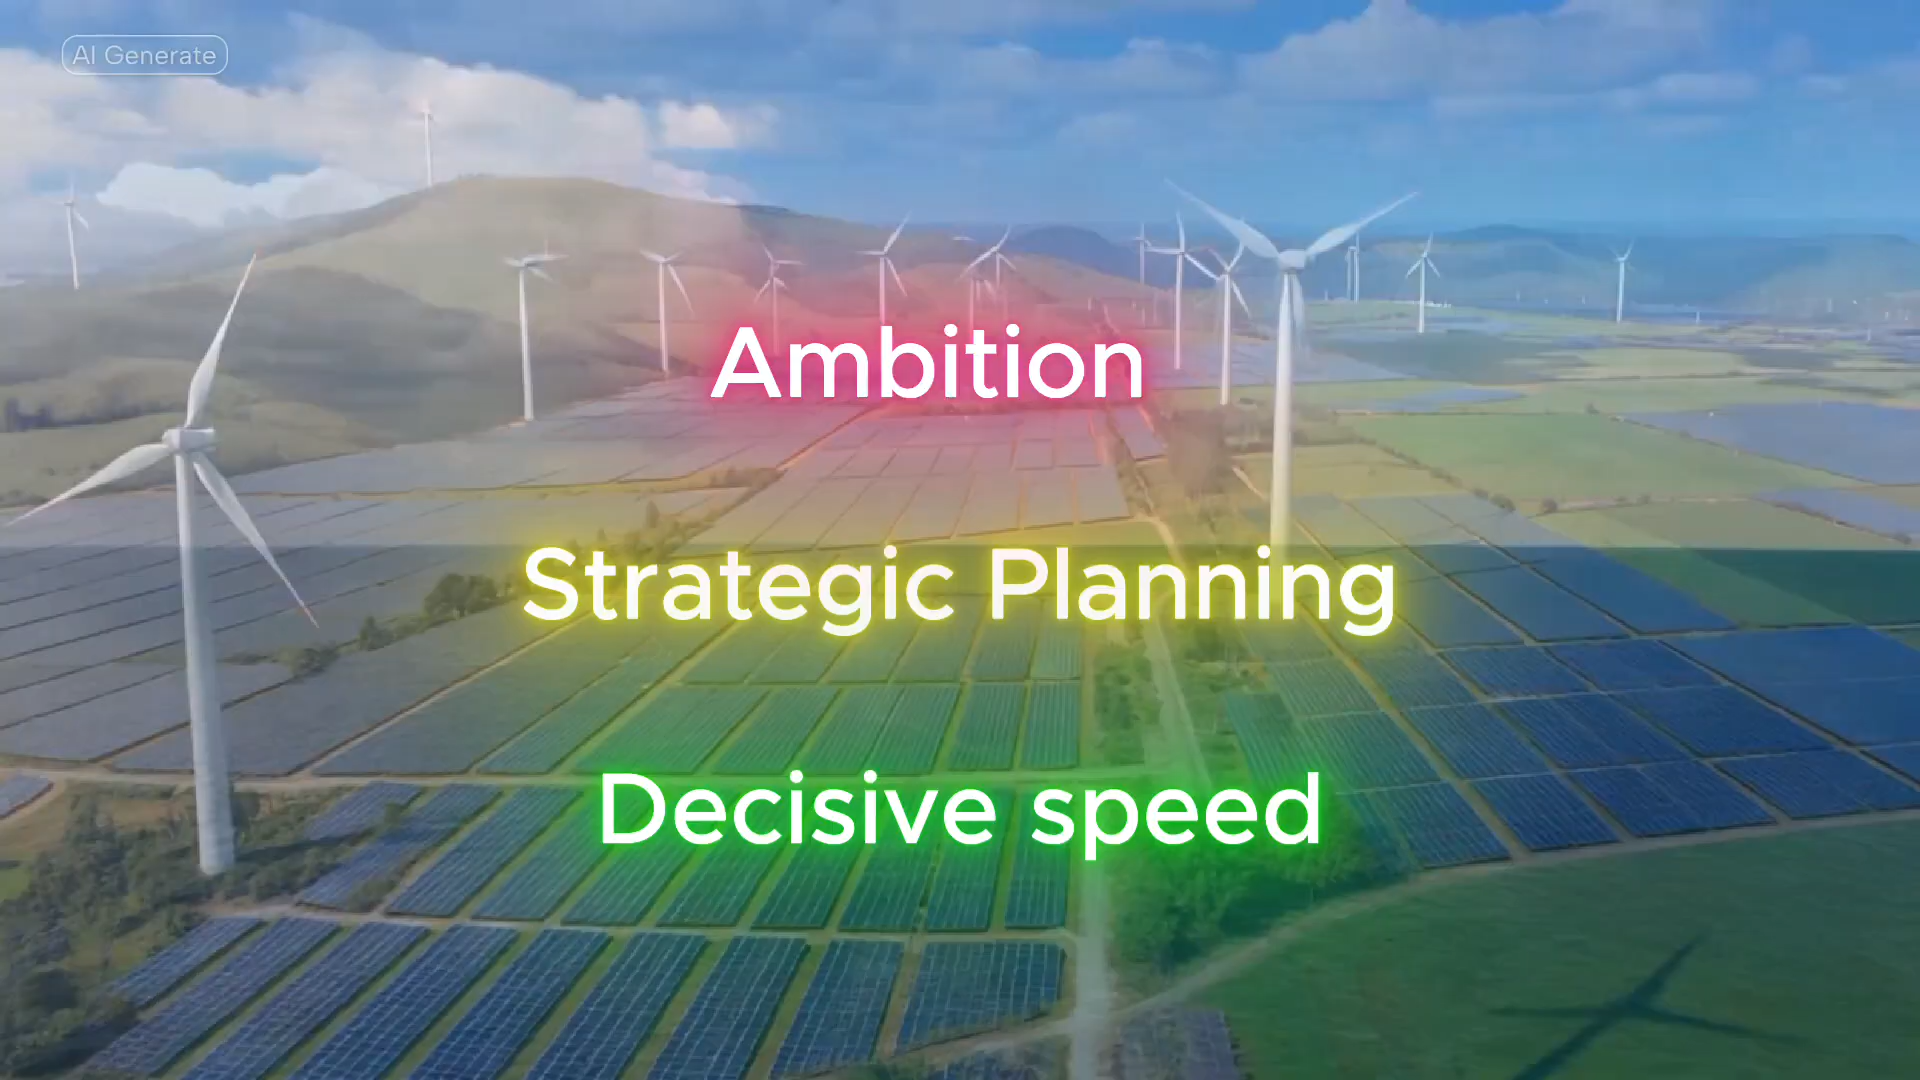 AI Generate
Ambition
Strategic Planning
Decisive speed